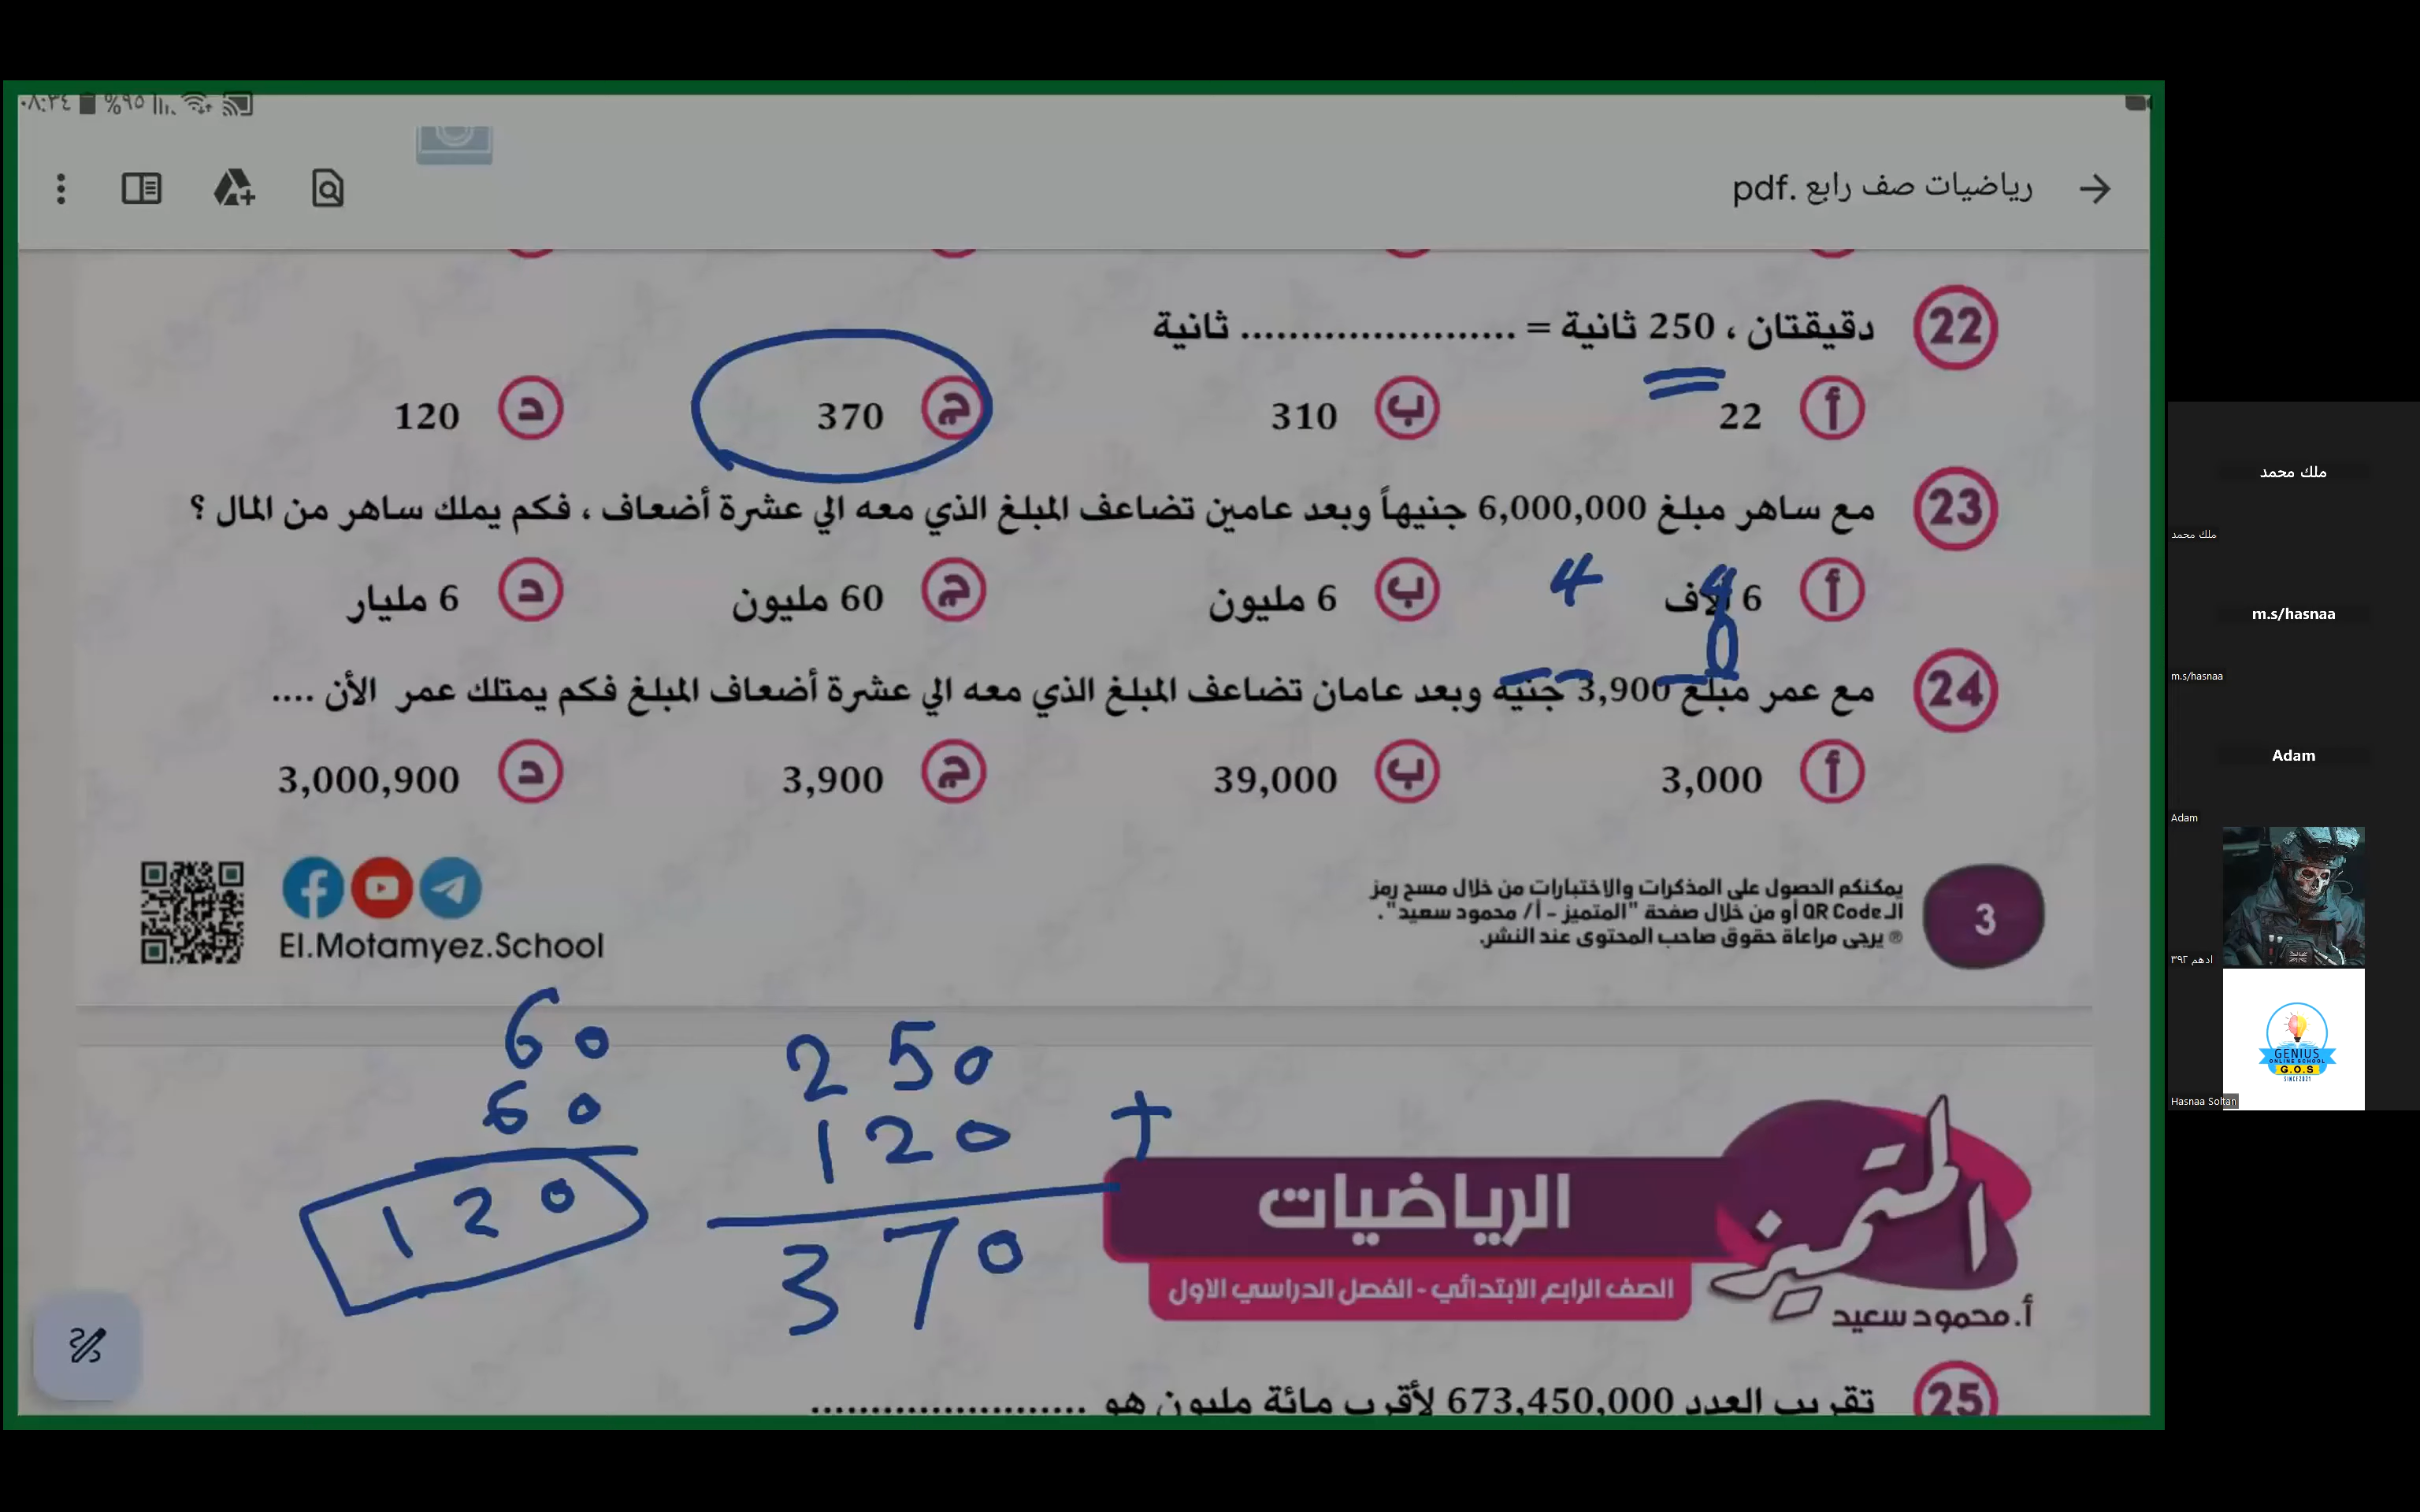 ٠٨:٣٤ %٩٥
رياضيات صف رابع .pdf
22 دقيقتان ، 250 ثانية = ...................... ثانية
أ 22 ب 310 ج 370 د 120
23 مع ساهر مبلغ 6,000,000 جنيهاً وبعد عامين تضاعف المبلغ الذي معه الي عشرة أضعاف ، فكم يملك ساهر من المال ؟
4
أ 6 آلاف ب 6 مليون ج 60 مليون د 6 مليار
24 مع عمر مبلغ 3,900 جنيه وبعد عامان تضاعف المبلغ الذي معه الي عشرة أضعاف المبلغ فكم يمتلك عمر الأن ....
أ 3,000 ب 39,000 ج 3,900 د 3,000,900
يمكنكم الحصول على المذكرات والاختبارات من خلال مسح رمز
الـ QR Code أو من خلال صفحة "المتميز - أ/ محمود سعيد".
® يرجى مراعاة حقوق صاحب المحتوى عند النشر.
3
El.Motamyez.School
60
60
120
250
120 +
370
المتميز
الرياضيات
الصف الرابع الابتدائي - الفصل الدراسي الاول
أ. محمود سعيد
25 تقريب العدد 673,450,000 لأقرب مائة مليون هو .......................
ملك محمد
ملك محمد
m.s/hasnaa
m.s/hasnaa
Adam
Adam
ادهم ٣٩٢
GENIUS
ONLINE SCHOOL
G.O.S
SINCE2021
Hasnaa Soltan